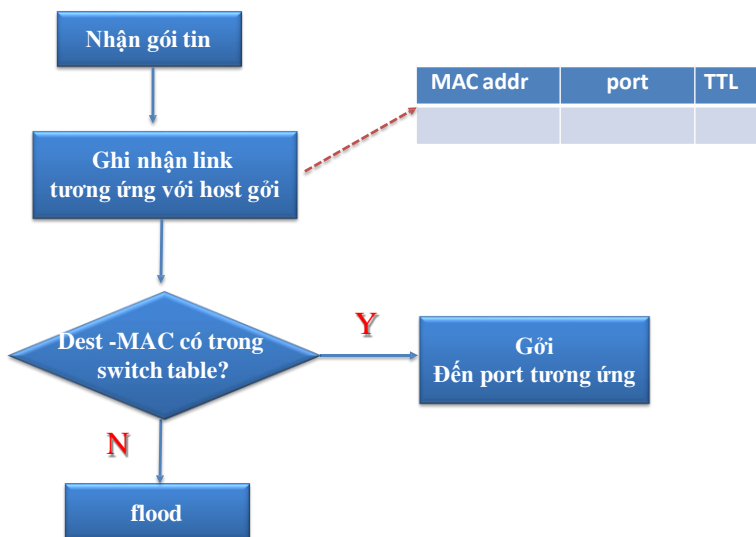 Nhận gói tin
MAC addr port TTL
Ghi nhận link
tương ứng với host gởi
Dest -MAC có trong
switch table?
Y
Gởi
Đến port tương ứng
N
flood